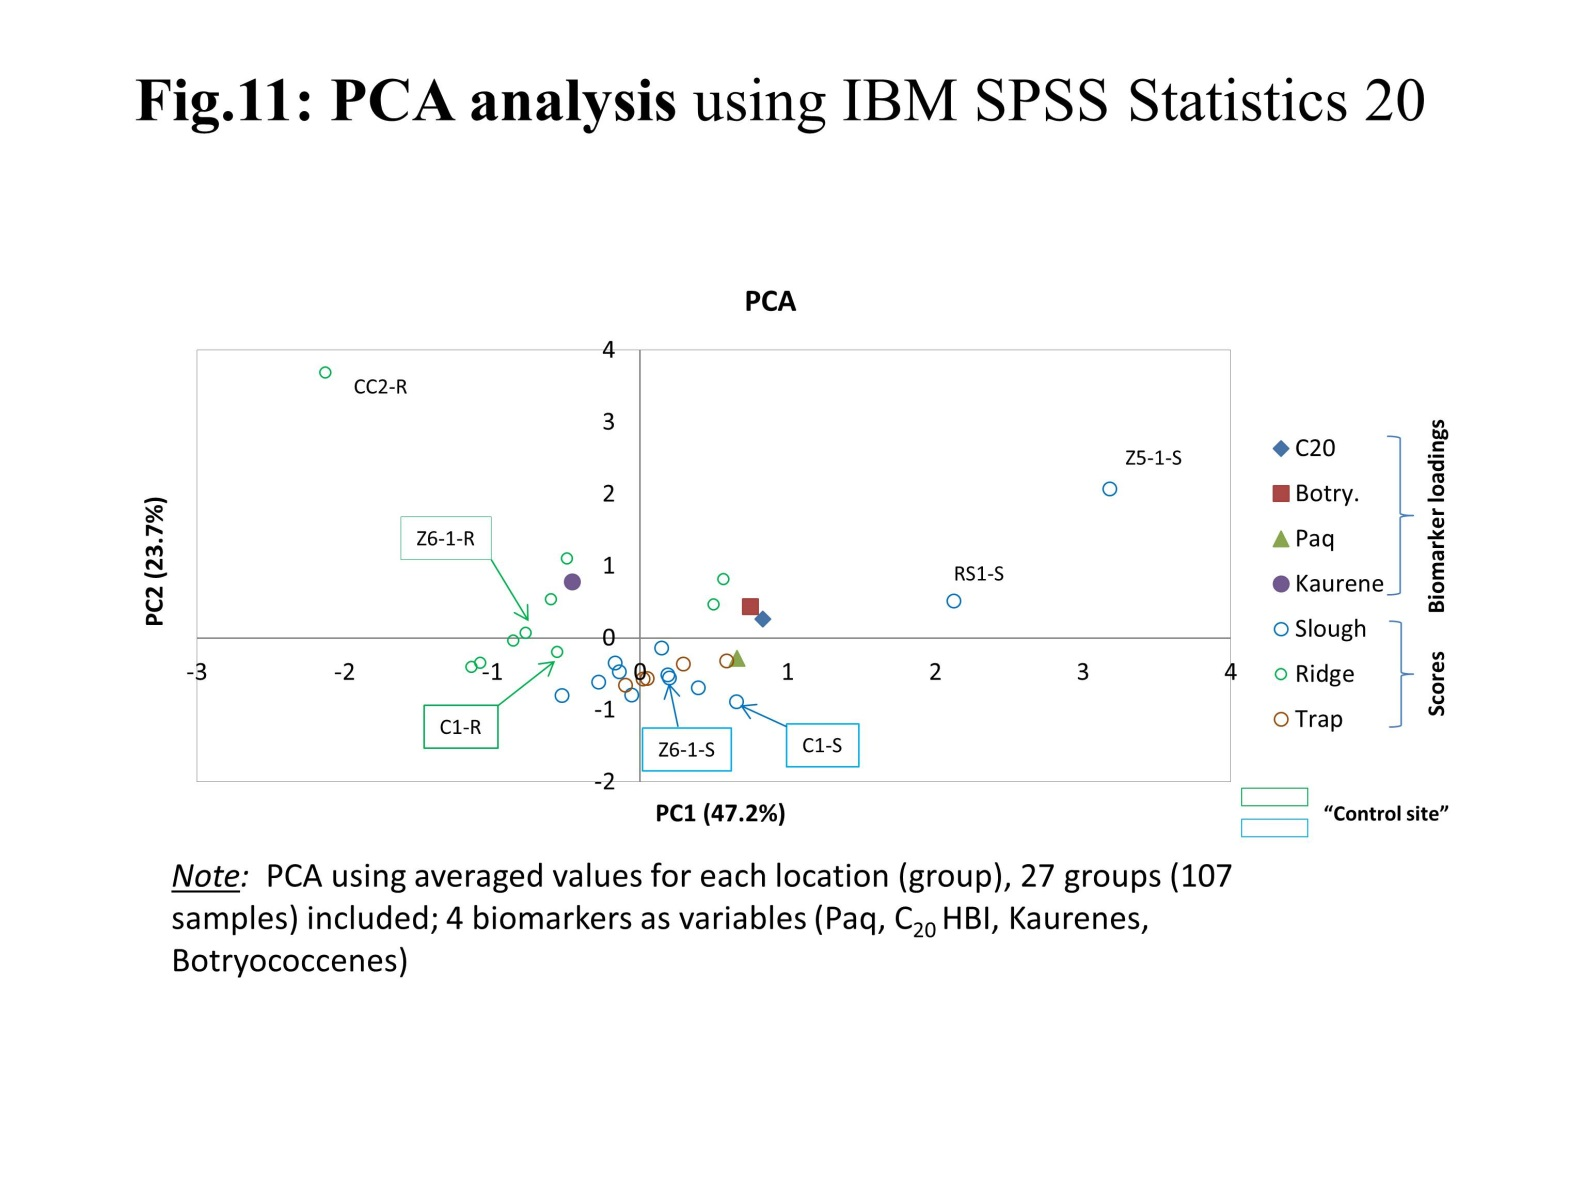 Fig.11: PCA analysis using IBM SPSS Statistics 20
PCA
4
3
2
1
0
-1
-2
-3
-2
-1
0
1
2
3
4
PC2 (23.7%)
PC1 (47.2%)
CC2-R
Z5-1-S
Z6-1-R
RS1-S
C1-R
Z6-1-S
C1-S
C20
Botry.
Paq
Kaurene
Slough
Ridge
Trap
Biomarker loadings
Scores
“Control site”
Note: PCA using averaged values for each location (group), 27 groups (107
samples) included; 4 biomarkers as variables (Paq, C20 HBI, Kaurenes,
Botryococcenes)